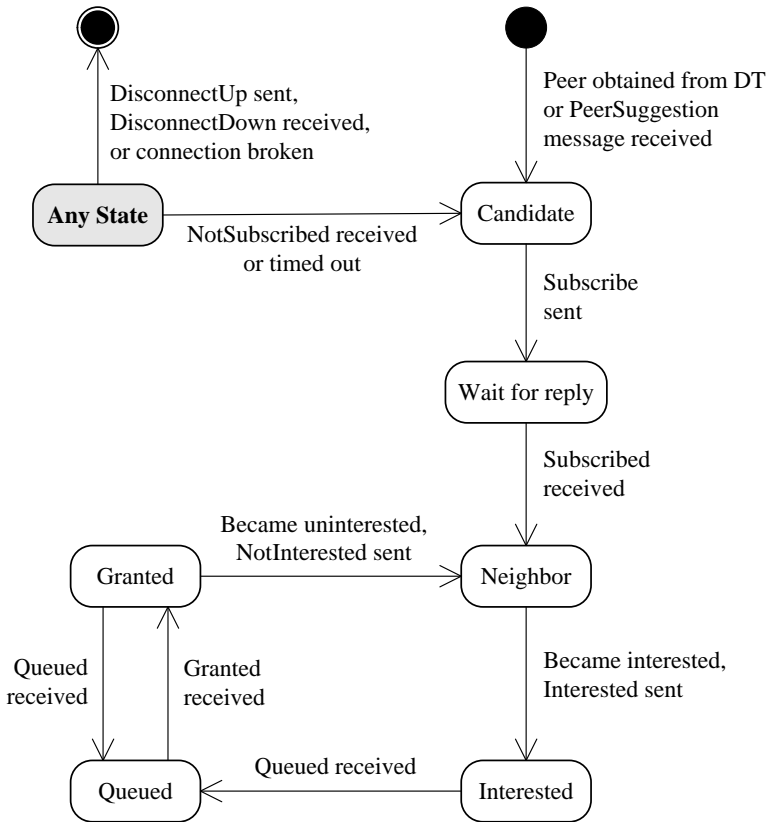 Peer obtained from DT
or PeerSuggestion
message received
DisconnectUp sent,
DisconnectDown received,
or connection broken
Any State
Candidate
NotSubscribed received
or timed out
Subscribe
sent
Wait for reply
Subscribed
received
Became uninterested,
NotInterested sent
Granted
Neighbor
Queued
received
Granted
received
Became interested,
Interested sent
Queued received
Queued
Interested